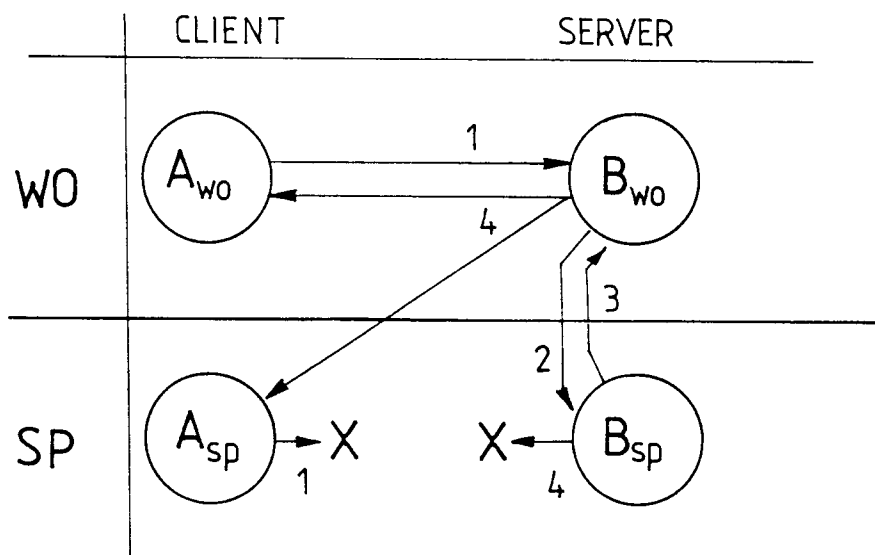 CLIENT SERVER
1
WO A_wo B_wo
4
3
2
SP A_sp X X B_sp
1 4